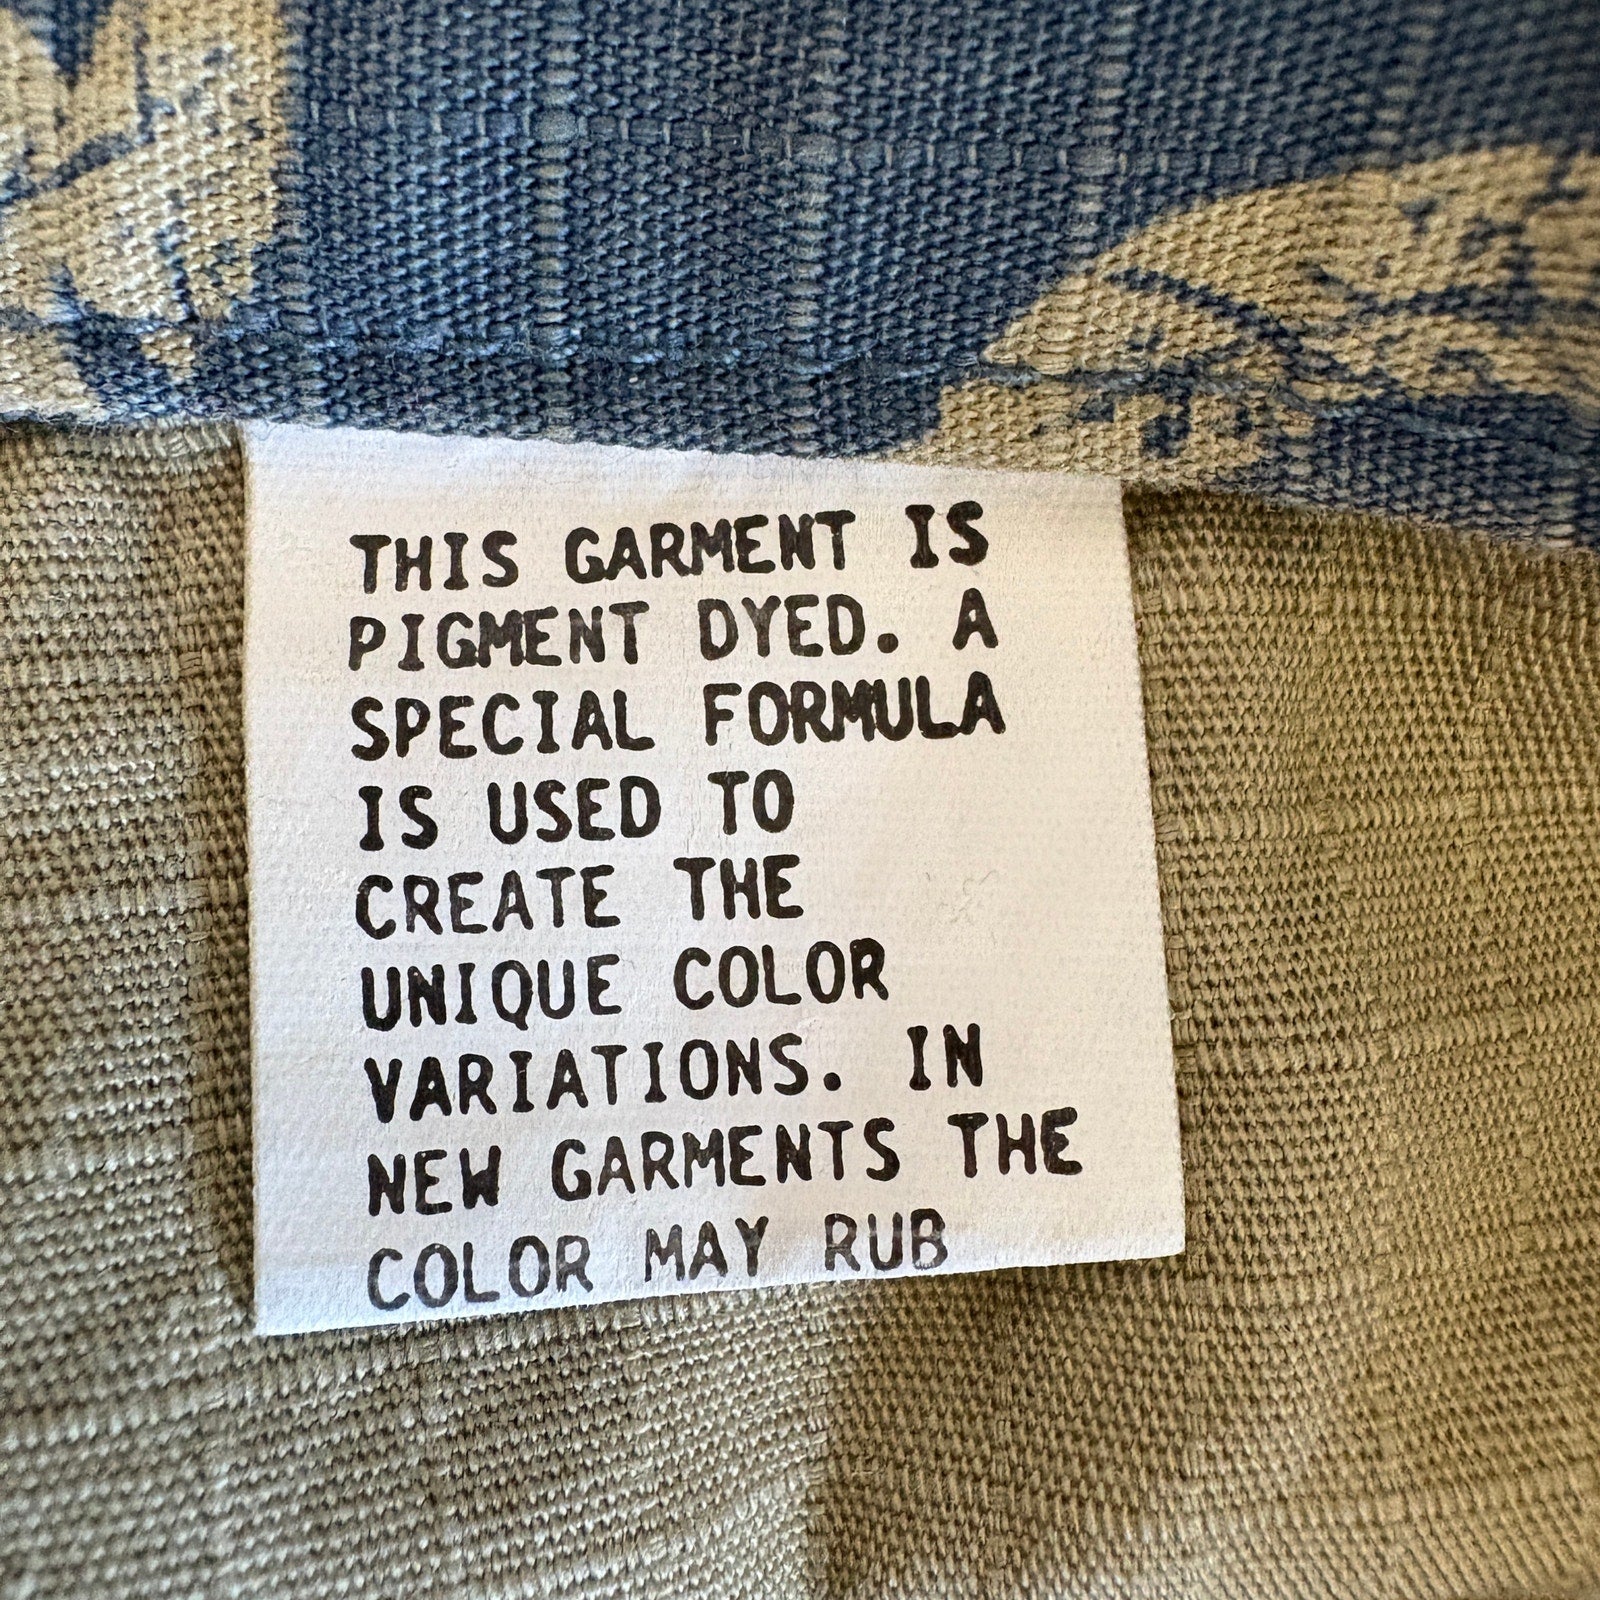 THIS GARMENT IS
PIGMENT DYED. A
SPECIAL FORMULA
IS USED TO
CREATE THE
UNIQUE COLOR
VARIATIONS. IN
NEW GARMENTS THE
COLOR MAY RUB